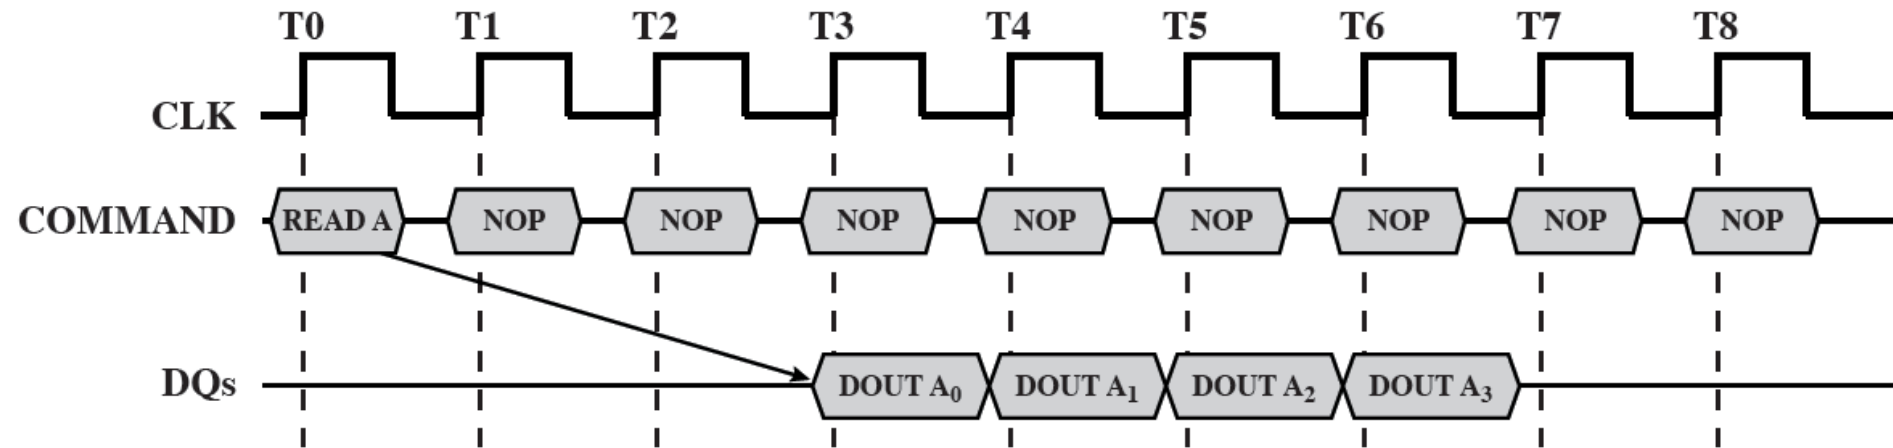 T0 T1 T2 T3 T4 T5 T6 T7 T8
CLK
COMMAND READ A NOP NOP NOP NOP NOP NOP NOP NOP
DQs DOUT A₀ DOUT A₁ DOUT A₂ DOUT A₃